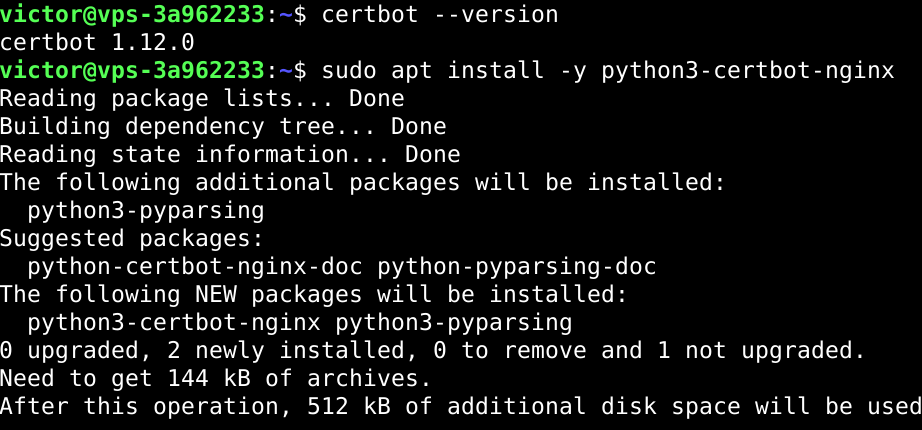 victor@vps-3a962233:~$ certbot --version
certbot 1.12.0
victor@vps-3a962233:~$ sudo apt install -y python3-certbot-nginx
Reading package lists... Done
Building dependency tree... Done
Reading state information... Done
The following additional packages will be installed:
  python3-pyparsing
Suggested packages:
  python-certbot-nginx-doc python-pyparsing-doc
The following NEW packages will be installed:
  python3-certbot-nginx python3-pyparsing
0 upgraded, 2 newly installed, 0 to remove and 1 not upgraded.
Need to get 144 kB of archives.
After this operation, 512 kB of additional disk space will be used